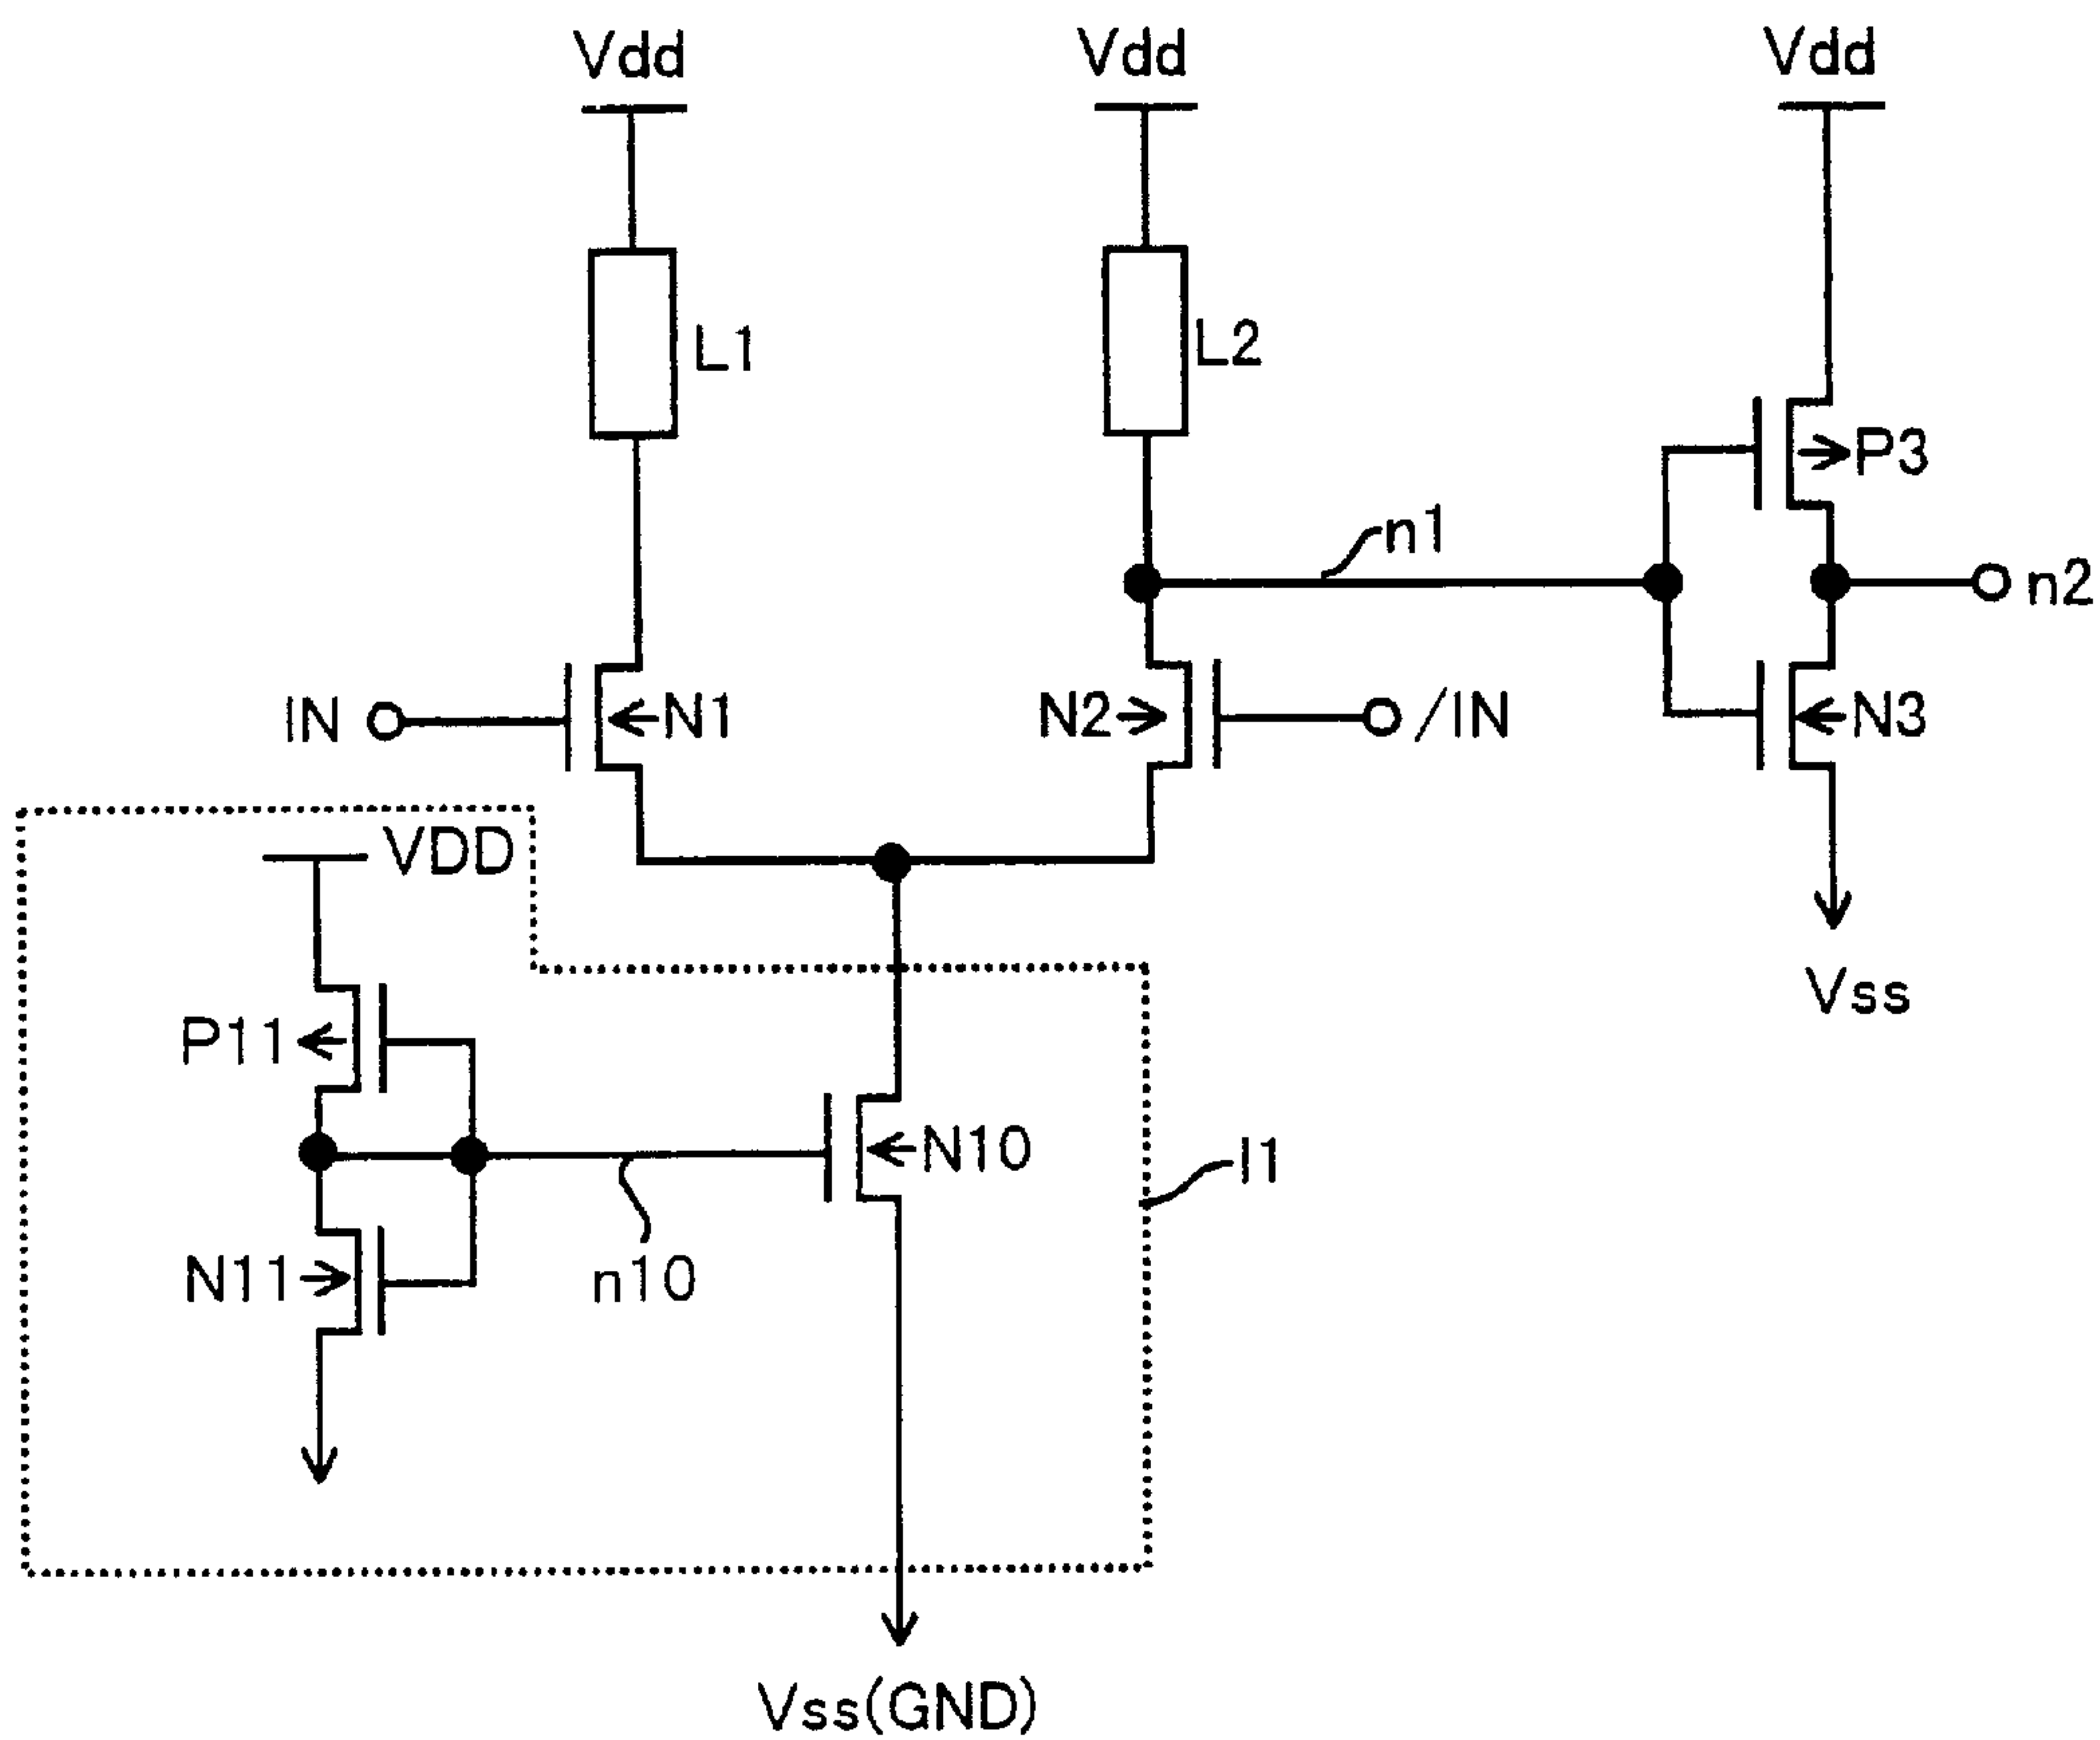 Vdd
Vdd
Vdd
L1
L2
P3
n1
n2
IN
N1
N2
/IN
N3
VDD
Vss
P11
N10
I1
N11
n10
Vss(GND)